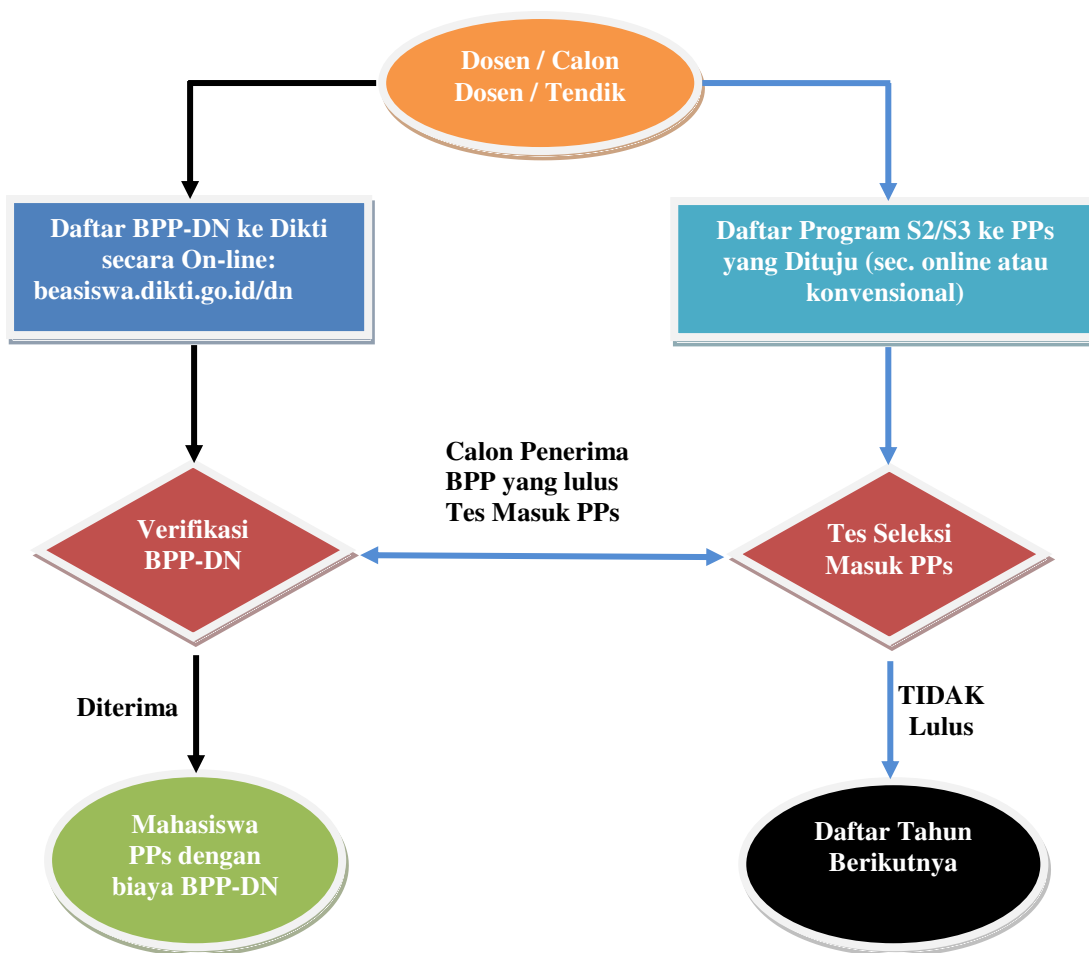 Dosen / Calon
Dosen / Tendik
Daftar BPP-DN ke Dikti
secara On-line:
beasiswa.dikti.go.id/dn
Daftar Program S2/S3 ke PPs
yang Dituju (sec. online atau
konvensional)
Calon Penerima
BPP yang lulus
Tes Masuk PPs
Verifikasi
BPP-DN
Tes Seleksi
Masuk PPs
Diterima
TIDAK
Lulus
Mahasiswa
PPs dengan
biaya BPP-DN
Daftar Tahun
Berikutnya